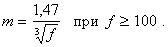 m = 1,47 / ∛f при f ≥ 100 .